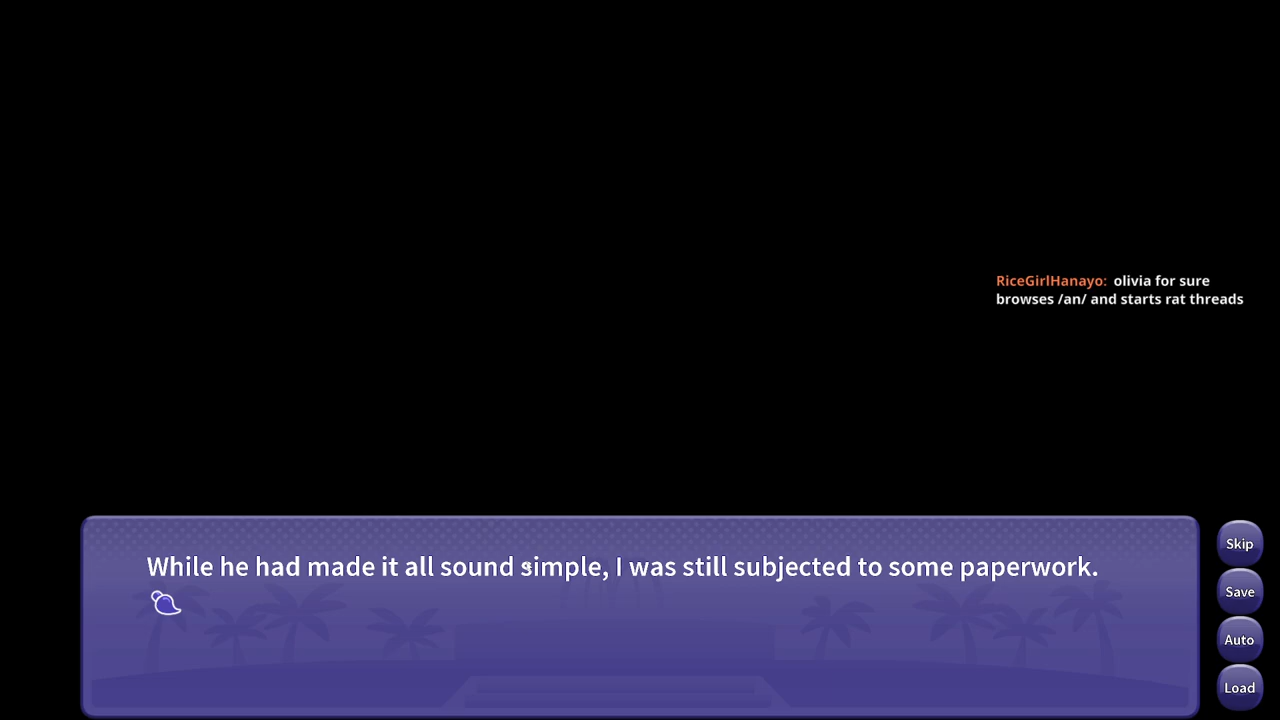 RiceGirlHanayo: olivia for sure
browses /an/ and starts rat threads
While he had made it all sound simple, I was still subjected to some paperwork.
Skip
Save
Auto
Load